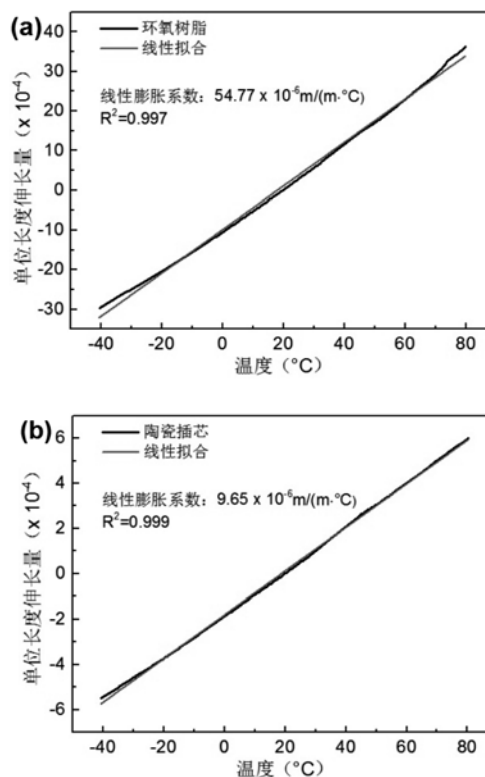 (a)
环氧树脂
线性拟合
线性膨胀系数：54.77 x 10⁻⁶m/(m·°C)
R²=0.997
单位长度伸长量（x 10⁻⁴）
40
30
20
10
0
-10
-20
-30
-40 -20 0 20 40 60 80
温度（°C）
(b)
陶瓷插芯
线性拟合
线性膨胀系数：9.65 x 10⁻⁶m/(m·°C)
R²=0.999
单位长度伸长量（x 10⁻⁴）
6
4
2
0
-2
-4
-6
-40 -20 0 20 40 60 80
温度（°C）